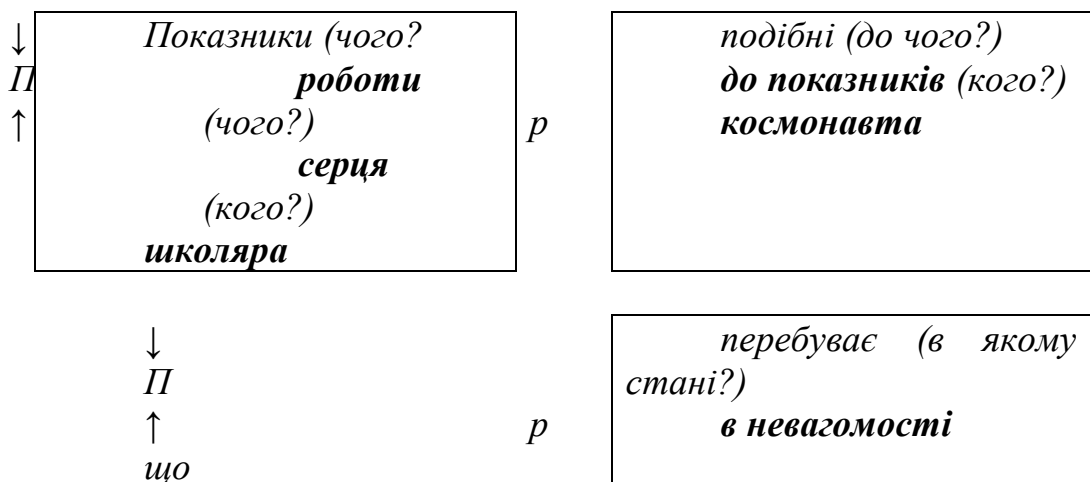 ↓ Показники (чого? подібні (до чого?)
П роботи до показників (кого?)
↑ (чого?) р космонавта
серця
(кого?)
школяра
↓ перебуває (в якому
П стані?)
↑ р в невагомості
що